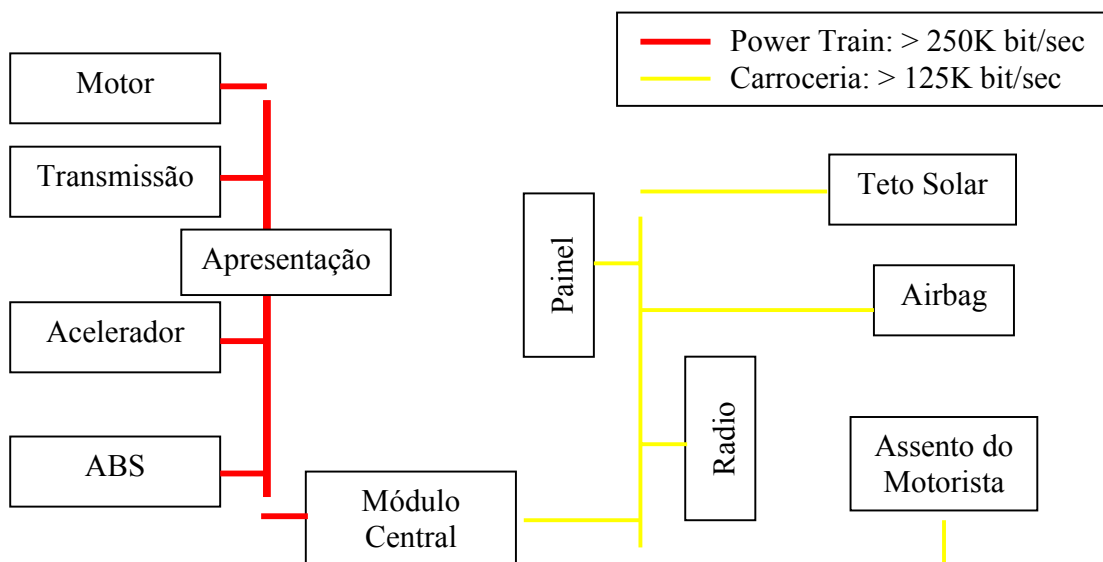 Power Train: > 250K bit/sec
Carroceria: > 125K bit/sec
Motor
Transmissão
Apresentação
Acelerador
ABS
Módulo
Central
Painel
Radio
Teto Solar
Airbag
Assento do
Motorista